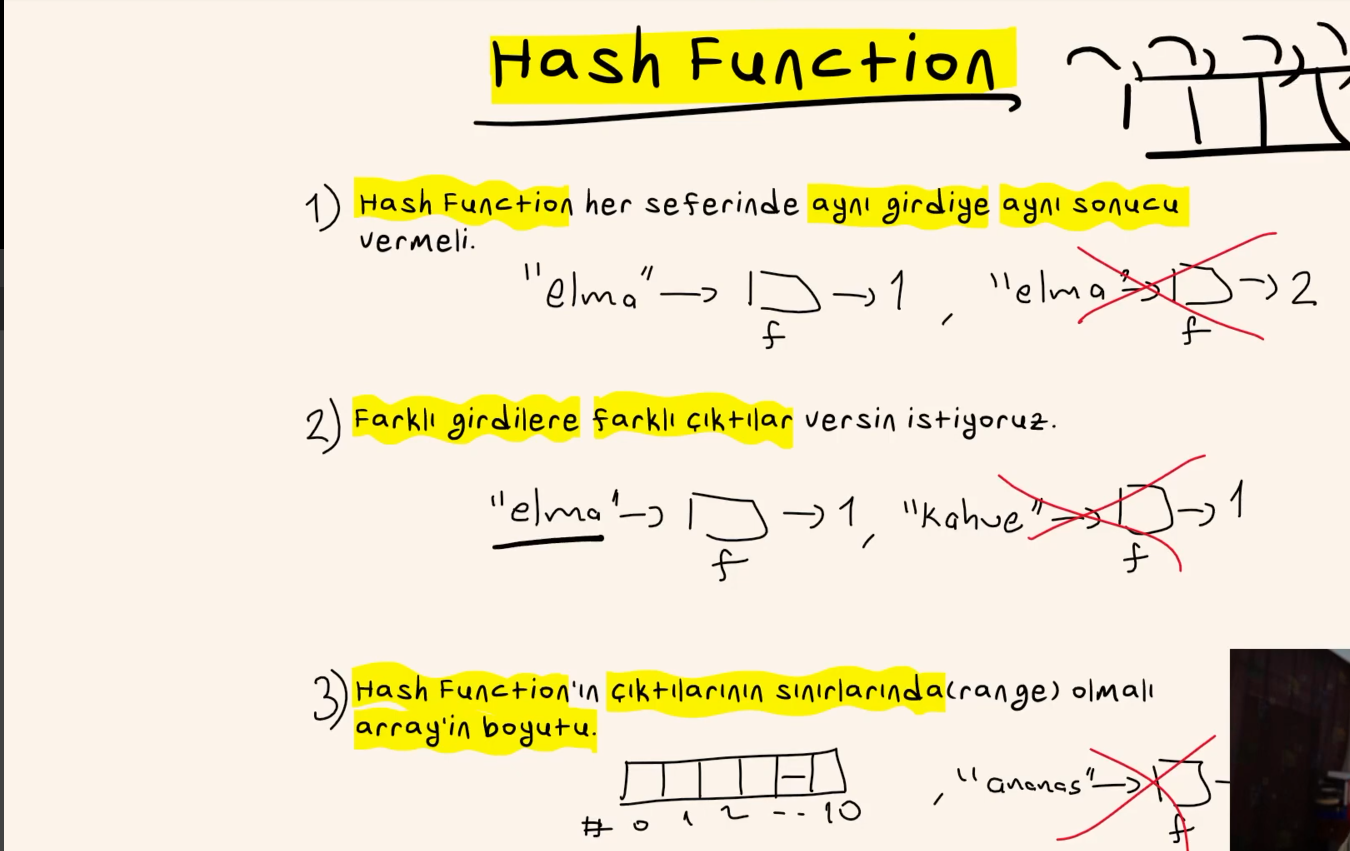 Hash Function
1) Hash Function her seferinde aynı girdiye aynı sonucu
vermeli.
"elma" → f → 1 , "elma" → f → 2
2) Farklı girdilere farklı çıktılar versin istiyoruz.
"elma" → f → 1 , "kahve" → f → 1
3) Hash Function'ın çıktılarının sınırlarında (range) olmalı
array'in boyutu.
, "ananas" → f
# 0 1 2 -- 10